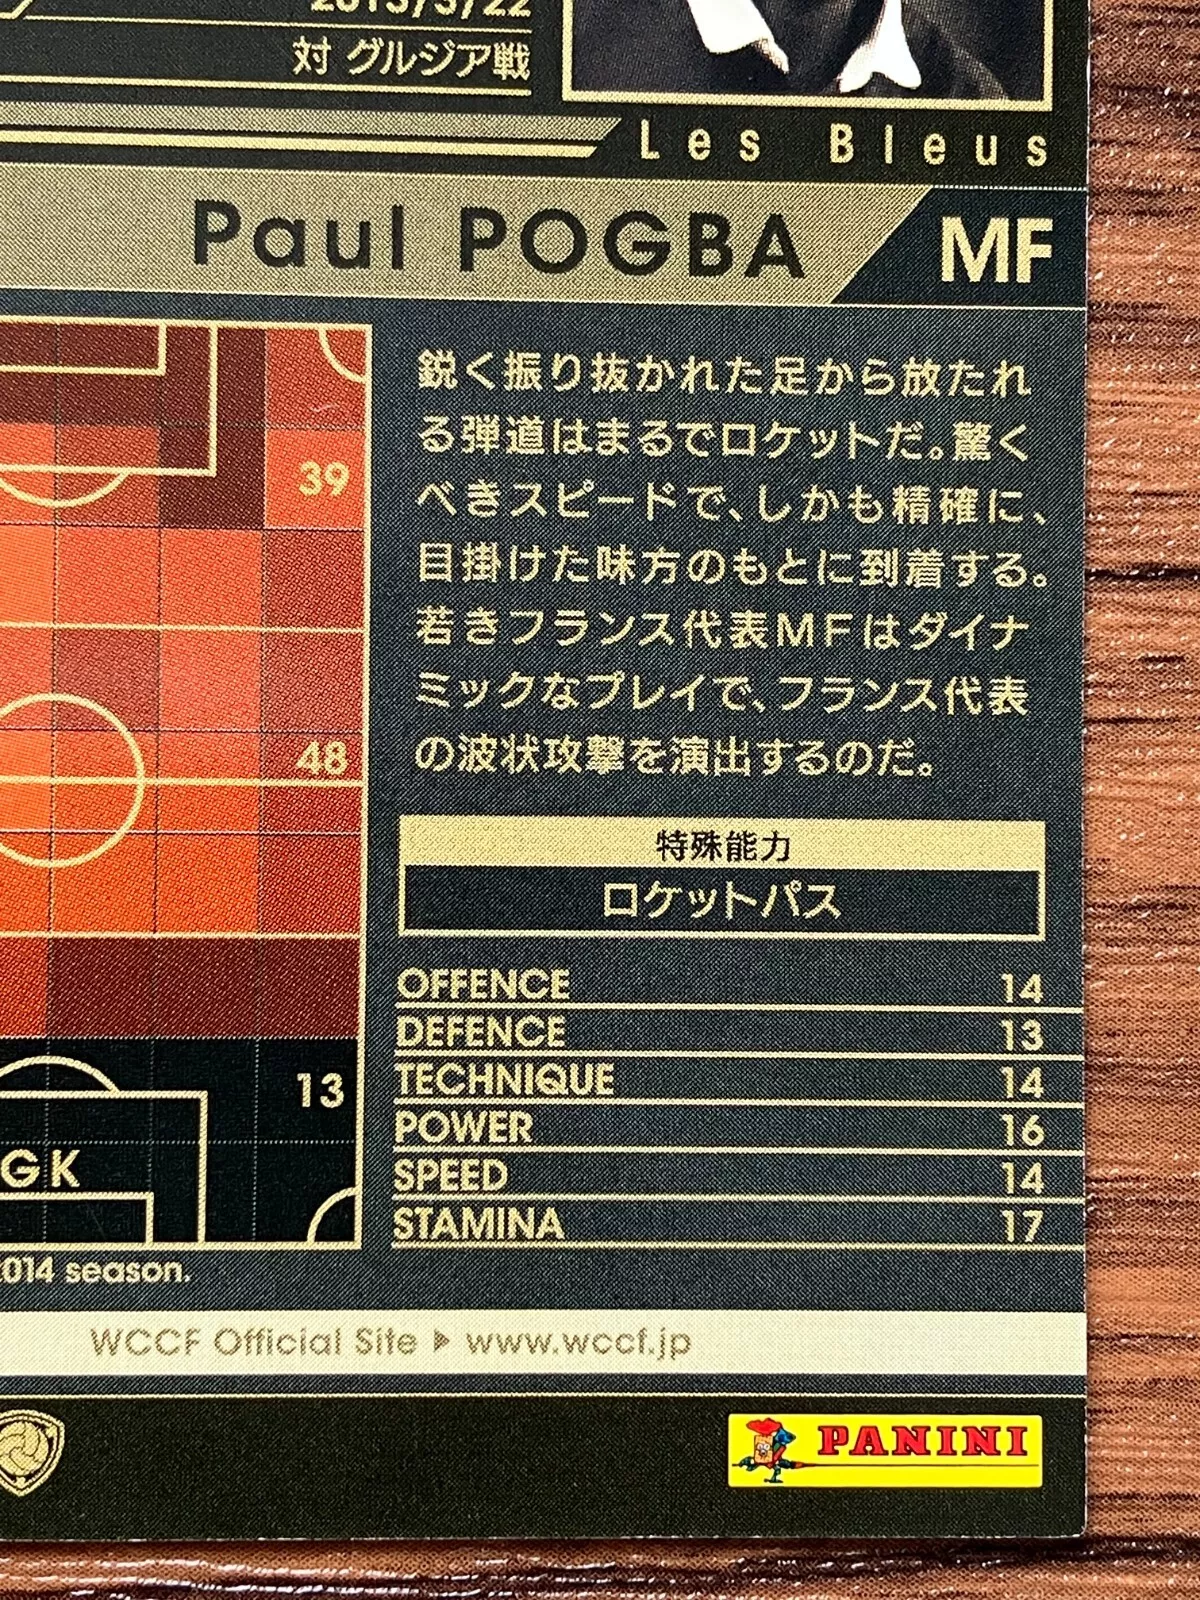 2013/3/22
対 グルジア戦
Les Bleus
Paul POGBA
MF
鋭く振り抜かれた足から放たれ
る弾道はまるでロケットだ。驚く
べきスピードで、しかも精確に、
目掛けた味方のもとに到着する。
若きフランス代表MFはダイナ
ミックなプレイで、フランス代表
の波状攻撃を演出するのだ。
39
48
13
GK
特殊能力
ロケットパス
OFFENCE 14
DEFENCE 13
TECHNIQUE 14
POWER 16
SPEED 14
STAMINA 17
2014 season.
WCCF Official Site ▶ www.wccf.jp
PANINI